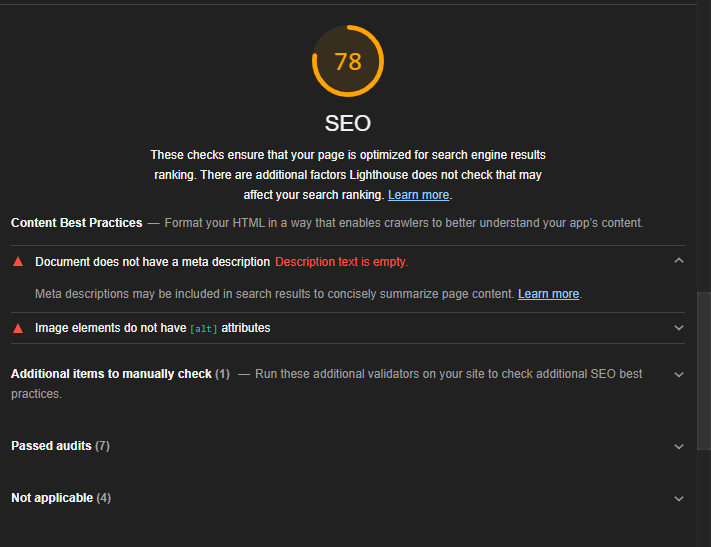 78
SEO
These checks ensure that your page is optimized for search engine results
ranking. There are additional factors Lighthouse does not check that may
affect your search ranking. Learn more.
Content Best Practices — Format your HTML in a way that enables crawlers to better understand your app's content.
Document does not have a meta description Description text is empty.
Meta descriptions may be included in search results to concisely summarize page content. Learn more.
Image elements do not have [alt] attributes
Additional items to manually check (1) — Run these additional validators on your site to check additional SEO best
practices.
Passed audits (7)
Not applicable (4)